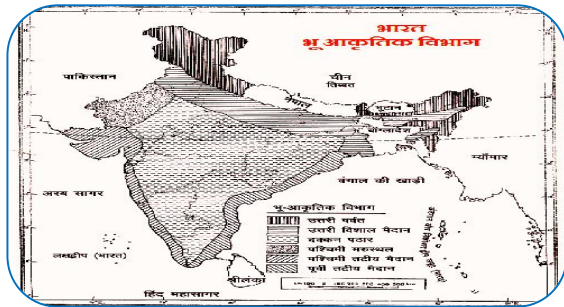 भारत
भू आकृतिक विभाग
पाकिस्तान
चीन
तिब्बत
नेपाल
भूटान
बांग्लादेश
म्याँमार
अरब सागर
बंगाल की खाड़ी
भू-आकृतिक विभाग
उत्तरी पर्वत
उत्तरी विशाल मैदान
दक्कन पठार
पश्चिमी मरुस्थल
पश्चिमी तटीय मैदान
पूर्वी तटीय मैदान
लक्षद्वीप (भारत)
श्रीलंका
हिंद महासागर